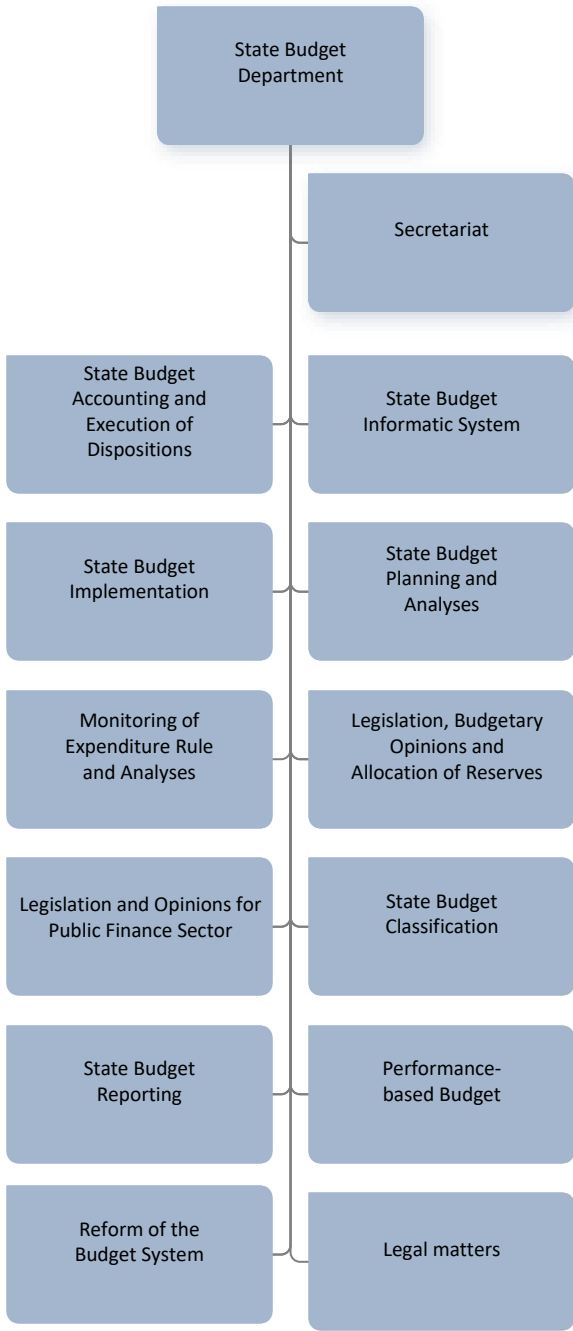 State Budget
Department
Secretariat
State Budget
Accounting and
Execution of
Dispositions
State Budget
Informatic System
State Budget
Implementation
State Budget
Planning and
Analyses
Monitoring of
Expenditure Rule
and Analyses
Legislation, Budgetary
Opinions and
Allocation of Reserves
Legislation and Opinions for
Public Finance Sector
State Budget
Classification
State Budget
Reporting
Performance-
based Budget
Reform of the
Budget System
Legal matters